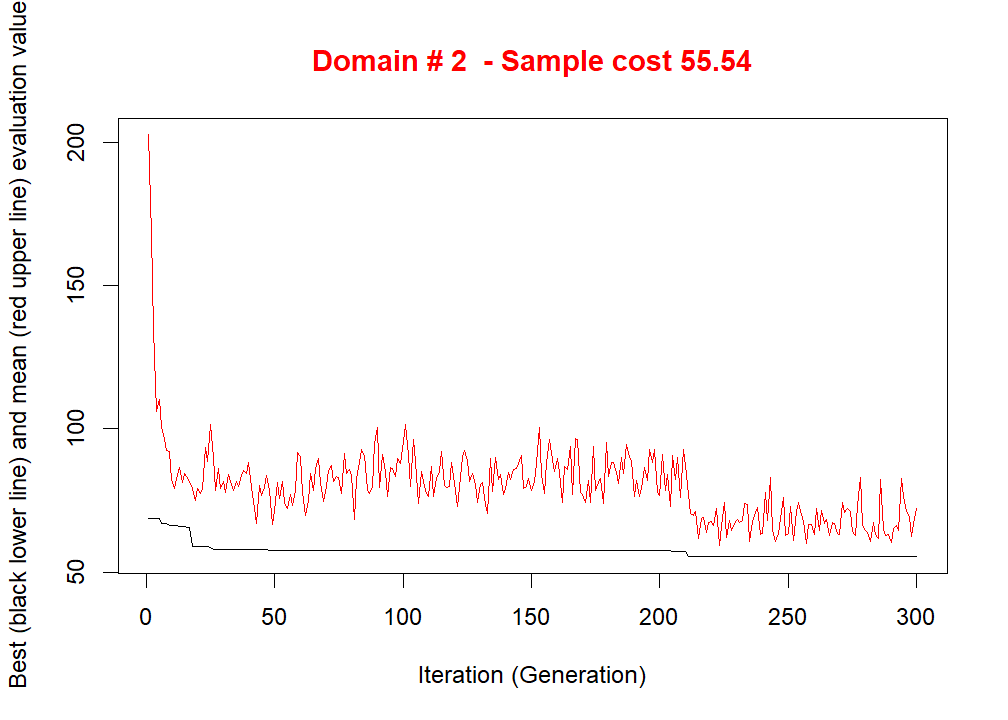 Domain # 2  - Sample cost 55.54
Best (black lower line) and mean (red upper line) evaluation value
200
150
100
50
0 50 100 150 200 250 300
Iteration (Generation)